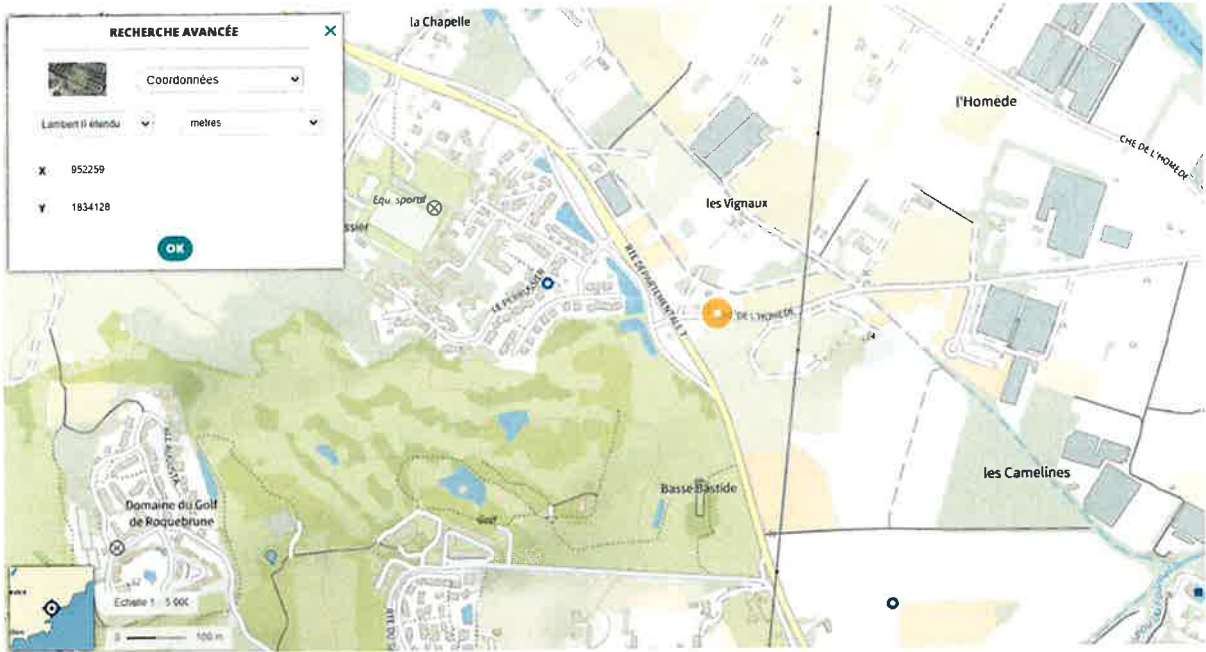 RECHERCHE AVANCÉE
Coordonnées
Lambert II étendu
metres
X 952259
Y 1834128
OK
la Chapelle
l'Homède
CHE DE L'HOMEDE
Equ. sportif
les Vignaux
ssier
RTE DEPARTEMENTALE 7
DE L'HOMEDE
les Camelines
Basse Bastide
Domaine du Golf
de Roquebrune
Golf
Echelle 1 : 5 000
0 100 m